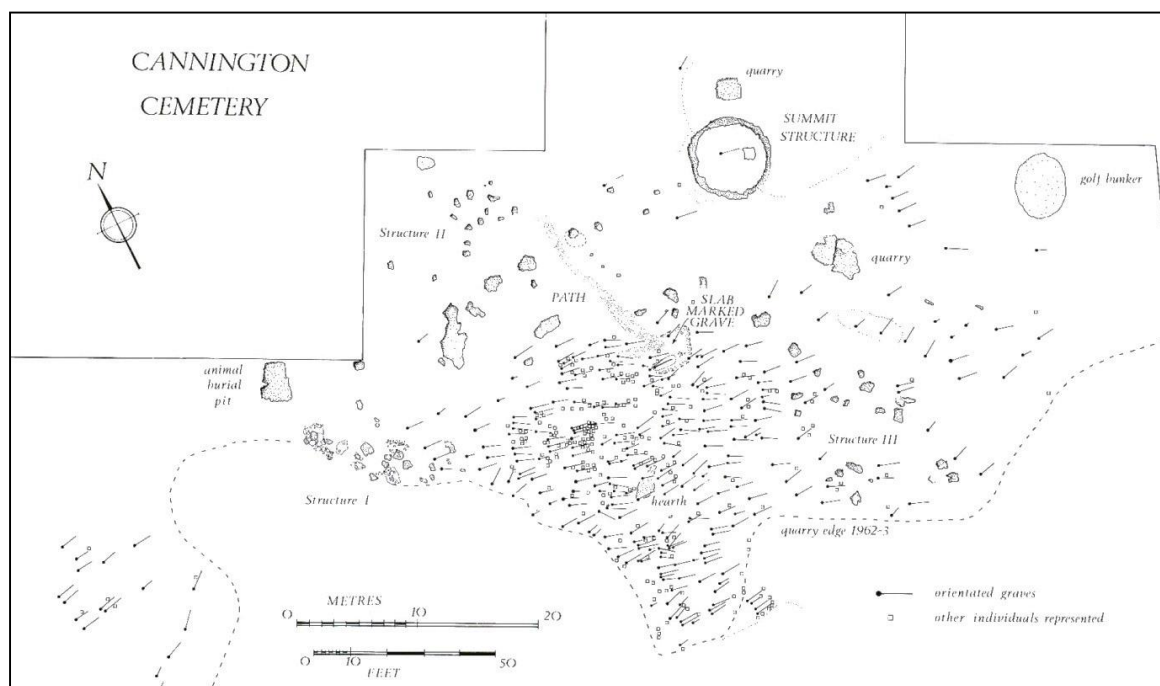 CANNINGTON
CEMETERY
N
quarry
SUMMIT
STRUCTURE
golf bunker
Structure II
quarry
PATH
SLAB
MARKED
GRAVE
animal
burial
pit
Structure III
Structure I
hearth
quarry edge 1962-3
METRES
0 10 20
0 10 50
FEET
orientated graves
other individuals represented